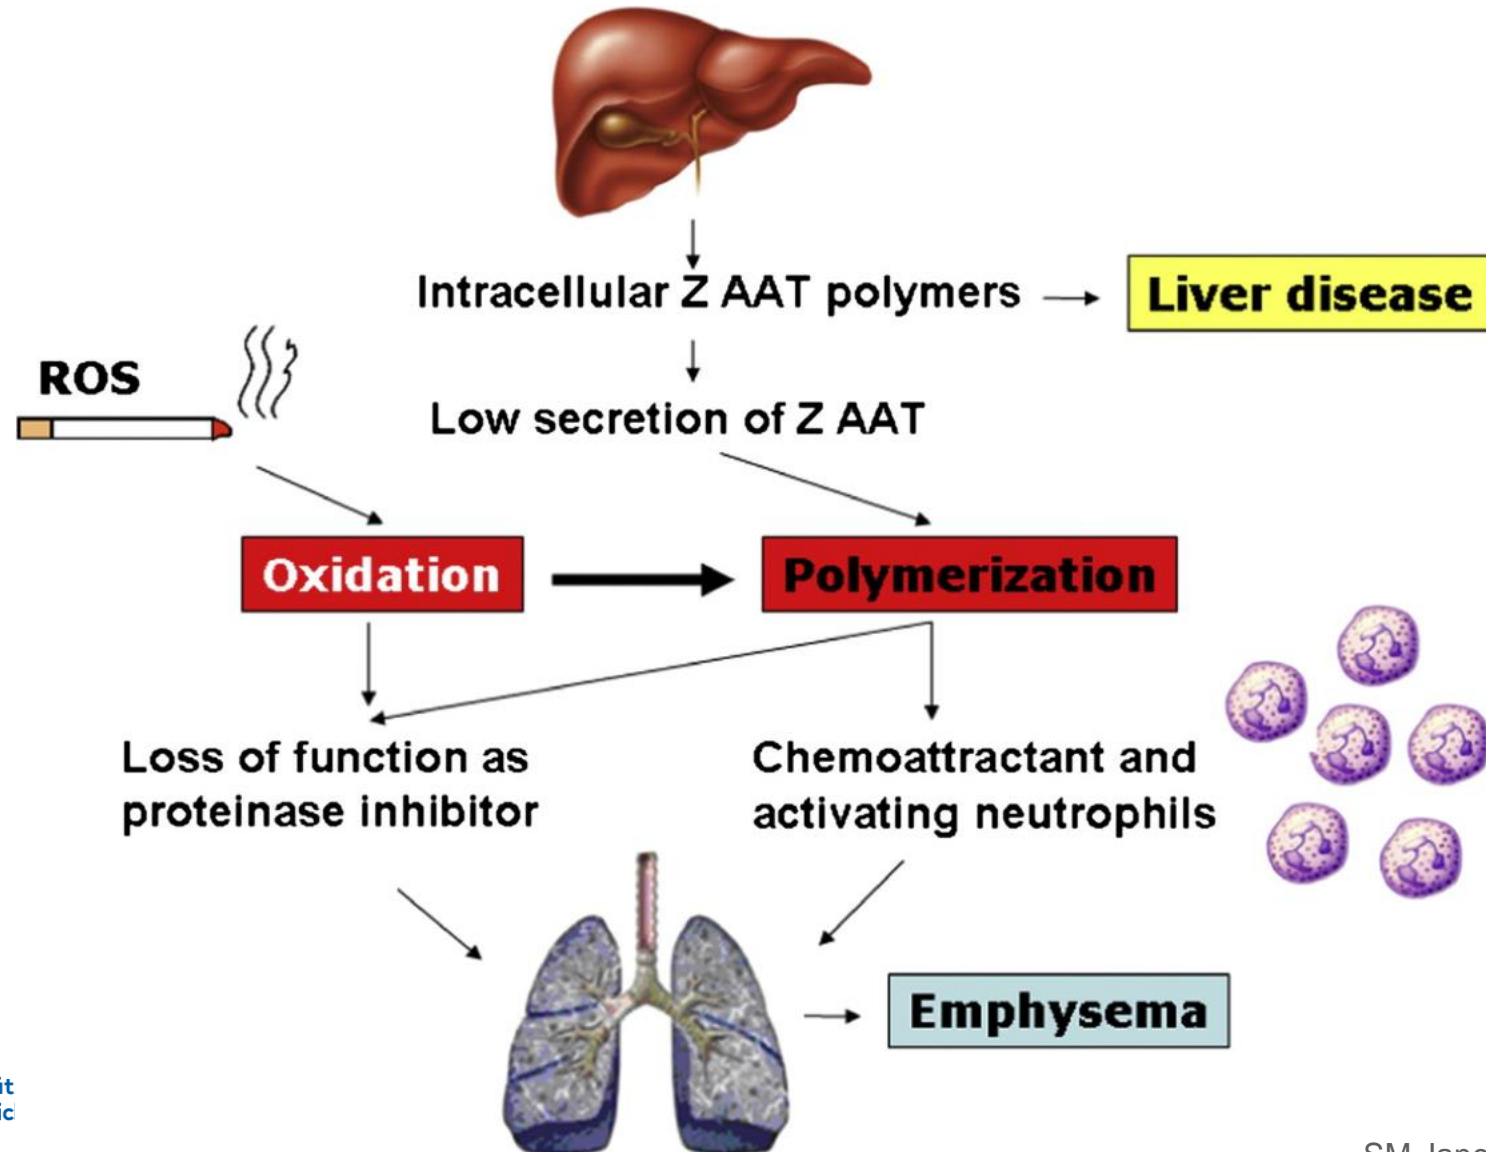 Intracellular Z AAT polymers
Liver disease
ROS
Low secretion of Z AAT
Oxidation
Polymerization
Loss of function as
proteinase inhibitor
Chemoattractant and
activating neutrophils
Emphysema